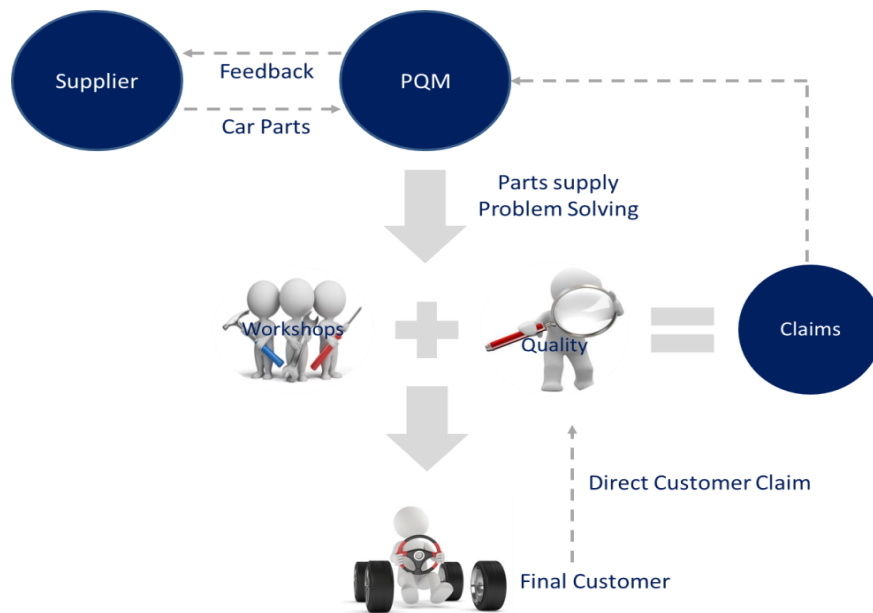 Supplier
Feedback
Car Parts
PQM
Parts supply
Problem Solving
Workshops
Quality
Claims
Direct Customer Claim
Final Customer